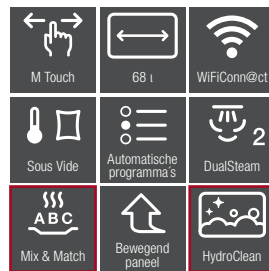 M Touch
68 l
WiFiConn@ct
Sous Vide
Automatische
programma´s
2
DualSteam
ABC
Mix & Match
Bewegend
paneel
HydroClean